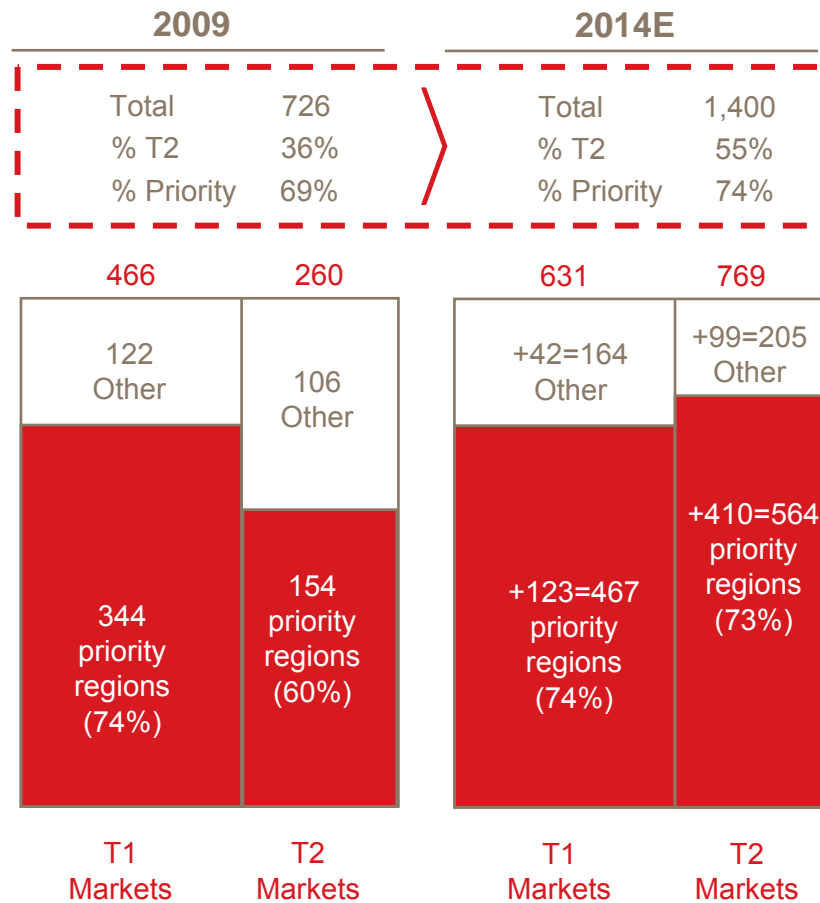 2009
Total 726
% T2 36%
% Priority 69%
466
260
122
Other
106
Other
344
priority
regions
(74%)
154
priority
regions
(60%)
T1
Markets
T2
Markets
2014E
Total 1,400
% T2 55%
% Priority 74%
631
769
+42=164
Other
+99=205
Other
+123=467
priority
regions
(74%)
+410=564
priority
regions
(73%)
T1
Markets
T2
Markets